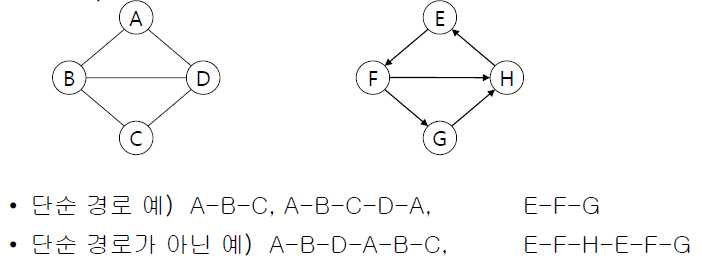 A
B
D
C
E
F
H
G
• 단순 경로 예) A-B-C, A-B-C-D-A, E-F-G
• 단순 경로가 아닌 예) A-B-D-A-B-C, E-F-H-E-F-G